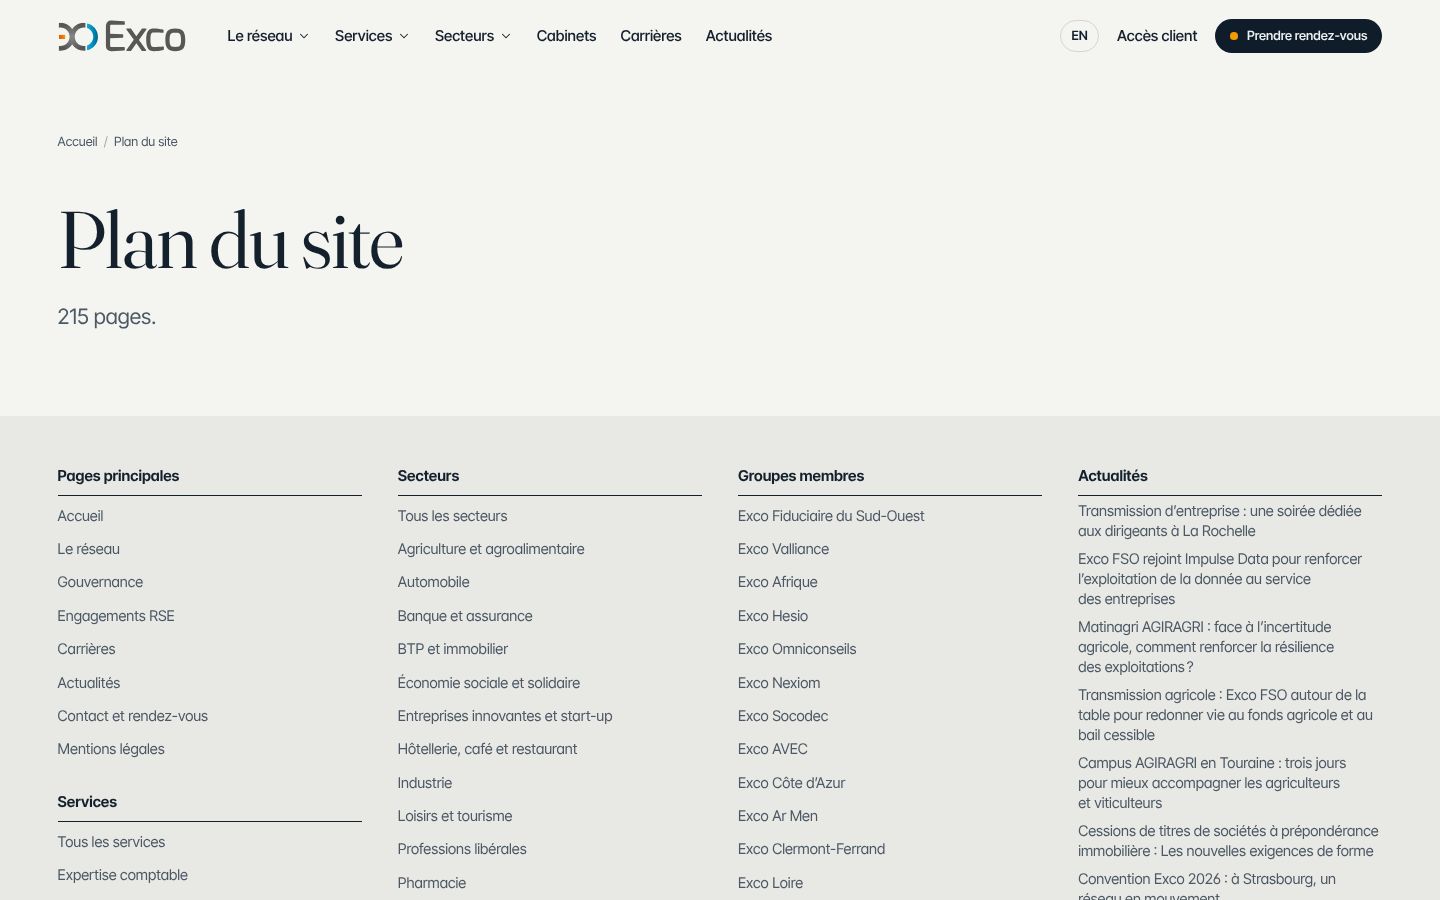 Exco
Le réseau
Services
Secteurs
Cabinets
Carrières
Actualités
EN
Accès client
Prendre rendez-vous
Accueil / Plan du site
Plan du site
215 pages.
Pages principales
Accueil
Le réseau
Gouvernance
Engagements RSE
Carrières
Actualités
Contact et rendez-vous
Mentions légales
Services
Tous les services
Expertise comptable
Secteurs
Tous les secteurs
Agriculture et agroalimentaire
Automobile
Banque et assurance
BTP et immobilier
Économie sociale et solidaire
Entreprises innovantes et start-up
Hôtellerie, café et restaurant
Industrie
Loisirs et tourisme
Professions libérales
Pharmacie
Groupes membres
Exco Fiduciaire du Sud-Ouest
Exco Valliance
Exco Afrique
Exco Hesio
Exco Omniconseils
Exco Nexiom
Exco Socodec
Exco AVEC
Exco Côte d’Azur
Exco Ar Men
Exco Clermont-Ferrand
Exco Loire
Actualités
Transmission d’entreprise : une soirée dédiée
aux dirigeants à La Rochelle
Exco FSO rejoint Impulse Data pour renforcer
l’exploitation de la donnée au service
des entreprises
Matinagri AGIRAGRI : face à l’incertitude
agricole, comment renforcer la résilience
des exploitations ?
Transmission agricole : Exco FSO autour de la
table pour redonner vie au fonds agricole et au
bail cessible
Campus AGIRAGRI en Touraine : trois jours
pour mieux accompagner les agriculteurs
et viticulteurs
Cessions de titres de sociétés à prépondérance
immobilière : Les nouvelles exigences de forme
Convention Exco 2026 : à Strasbourg, un
réseau en mouvement